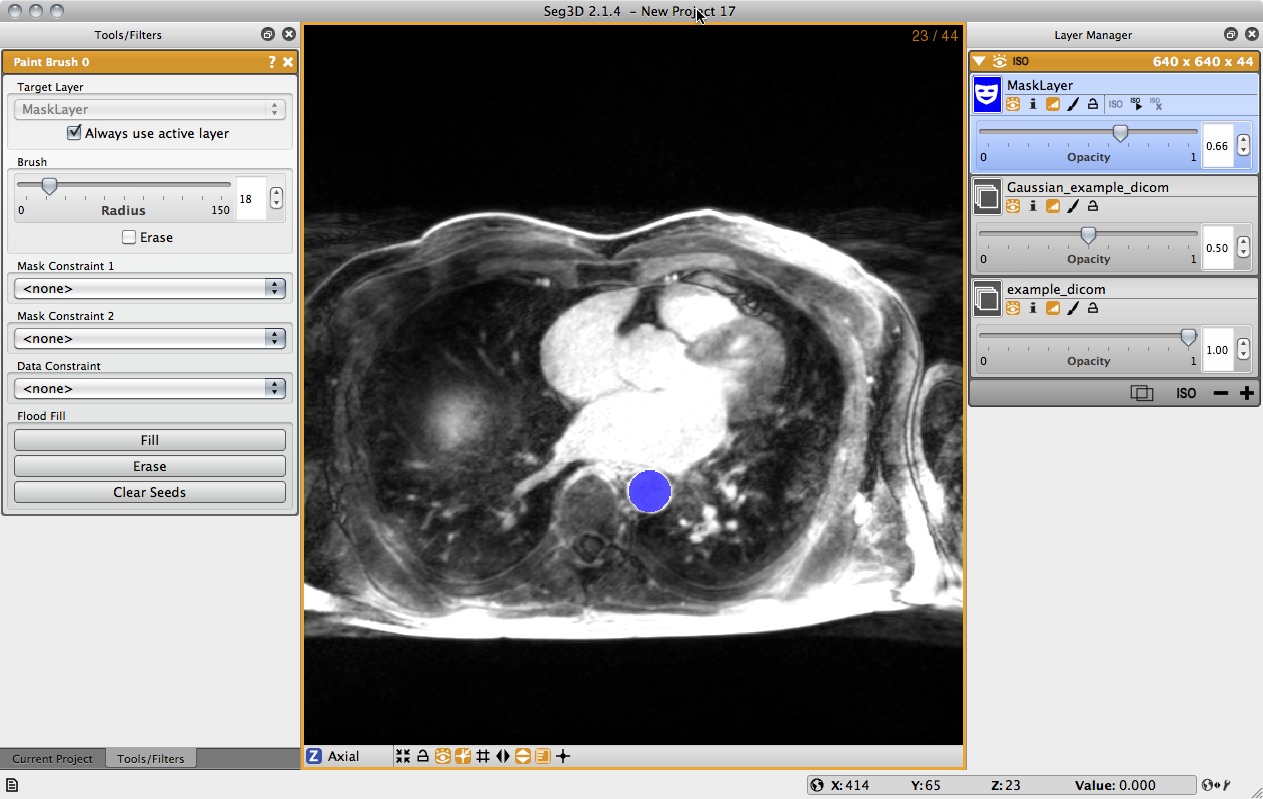 Seg3D 2.1.4 - New Project 17
Tools/Filters
Paint Brush 0 ?
Target Layer
MaskLayer
Always use active layer
Brush
18
0 Radius 150
Erase
Mask Constraint 1
<none>
Mask Constraint 2
<none>
Data Constraint
<none>
Flood Fill
Fill
Erase
Clear Seeds
Current Project Tools/Filters
23 / 44
Z Axial
Layer Manager
ISO 640 x 640 x 44
MaskLayer
i ISO ISO ISO
0.66
0 Opacity 1
Gaussian_example_dicom
i
0.50
0 Opacity 1
example_dicom
i
1.00
0 Opacity 1
ISO
X: 414 Y: 65 Z: 23 Value: 0.000